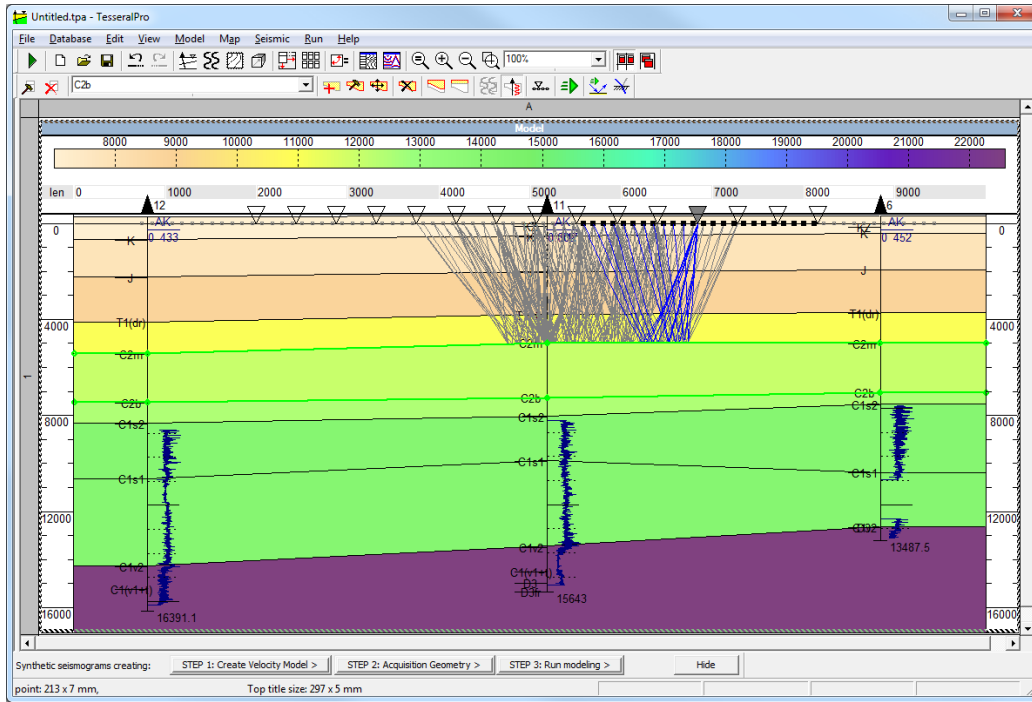 Untitled.tpa - TesseralPro
File Database Edit View Model Map Seismic Run Help
100%
C2b
A
Model
8000 9000 10000 11000 12000 13000 14000 15000 16000 17000 18000 19000 20000 21000 22000
len 0 1000 2000 3000 4000 5000 6000 7000 8000 9000
12 11 6
AK AK AK
0 433 0 452
0 K K K 0
J J
T1(dr) T1(dr)
4000 4000
C2m C2m C2m
C2b C2b C2b
8000 C1s2 C1s2 C1s2 8000
C1s1 C1s1 C1s1
12000 12000
C1v2 C1v2
13487.5
C1(v1+t) C1(v1+t)
D3
D3fr
16391.1 15643
16000 16000
1
Synthetic seismograms creating: STEP 1: Create Velocity Model > STEP 2: Acquisition Geometry > STEP 3: Run modeling > Hide
point: 213 x 7 mm, Top title size: 297 x 5 mm